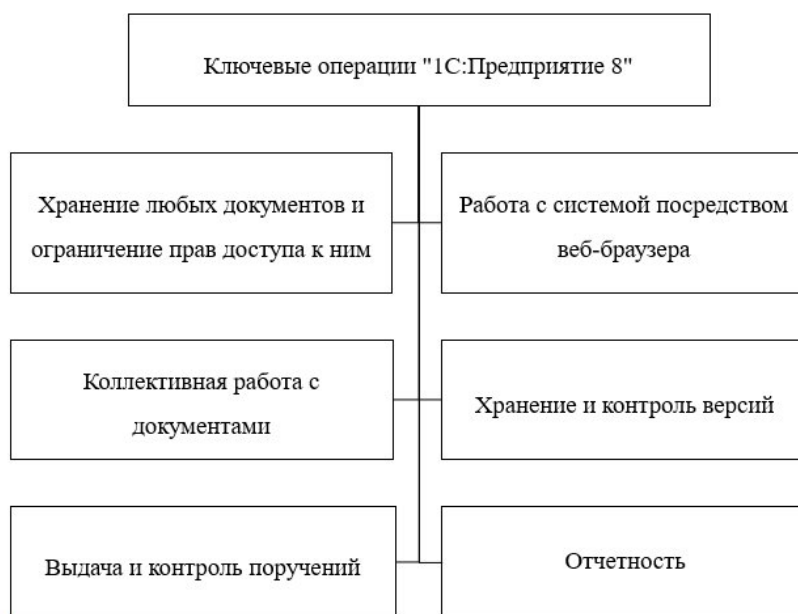 Ключевые операции "1С:Предприятие 8"
Хранение любых документов и
ограничение прав доступа к ним
Работа с системой посредством
веб-браузера
Коллективная работа с
документами
Хранение и контроль версий
Выдача и контроль поручений
Отчетность